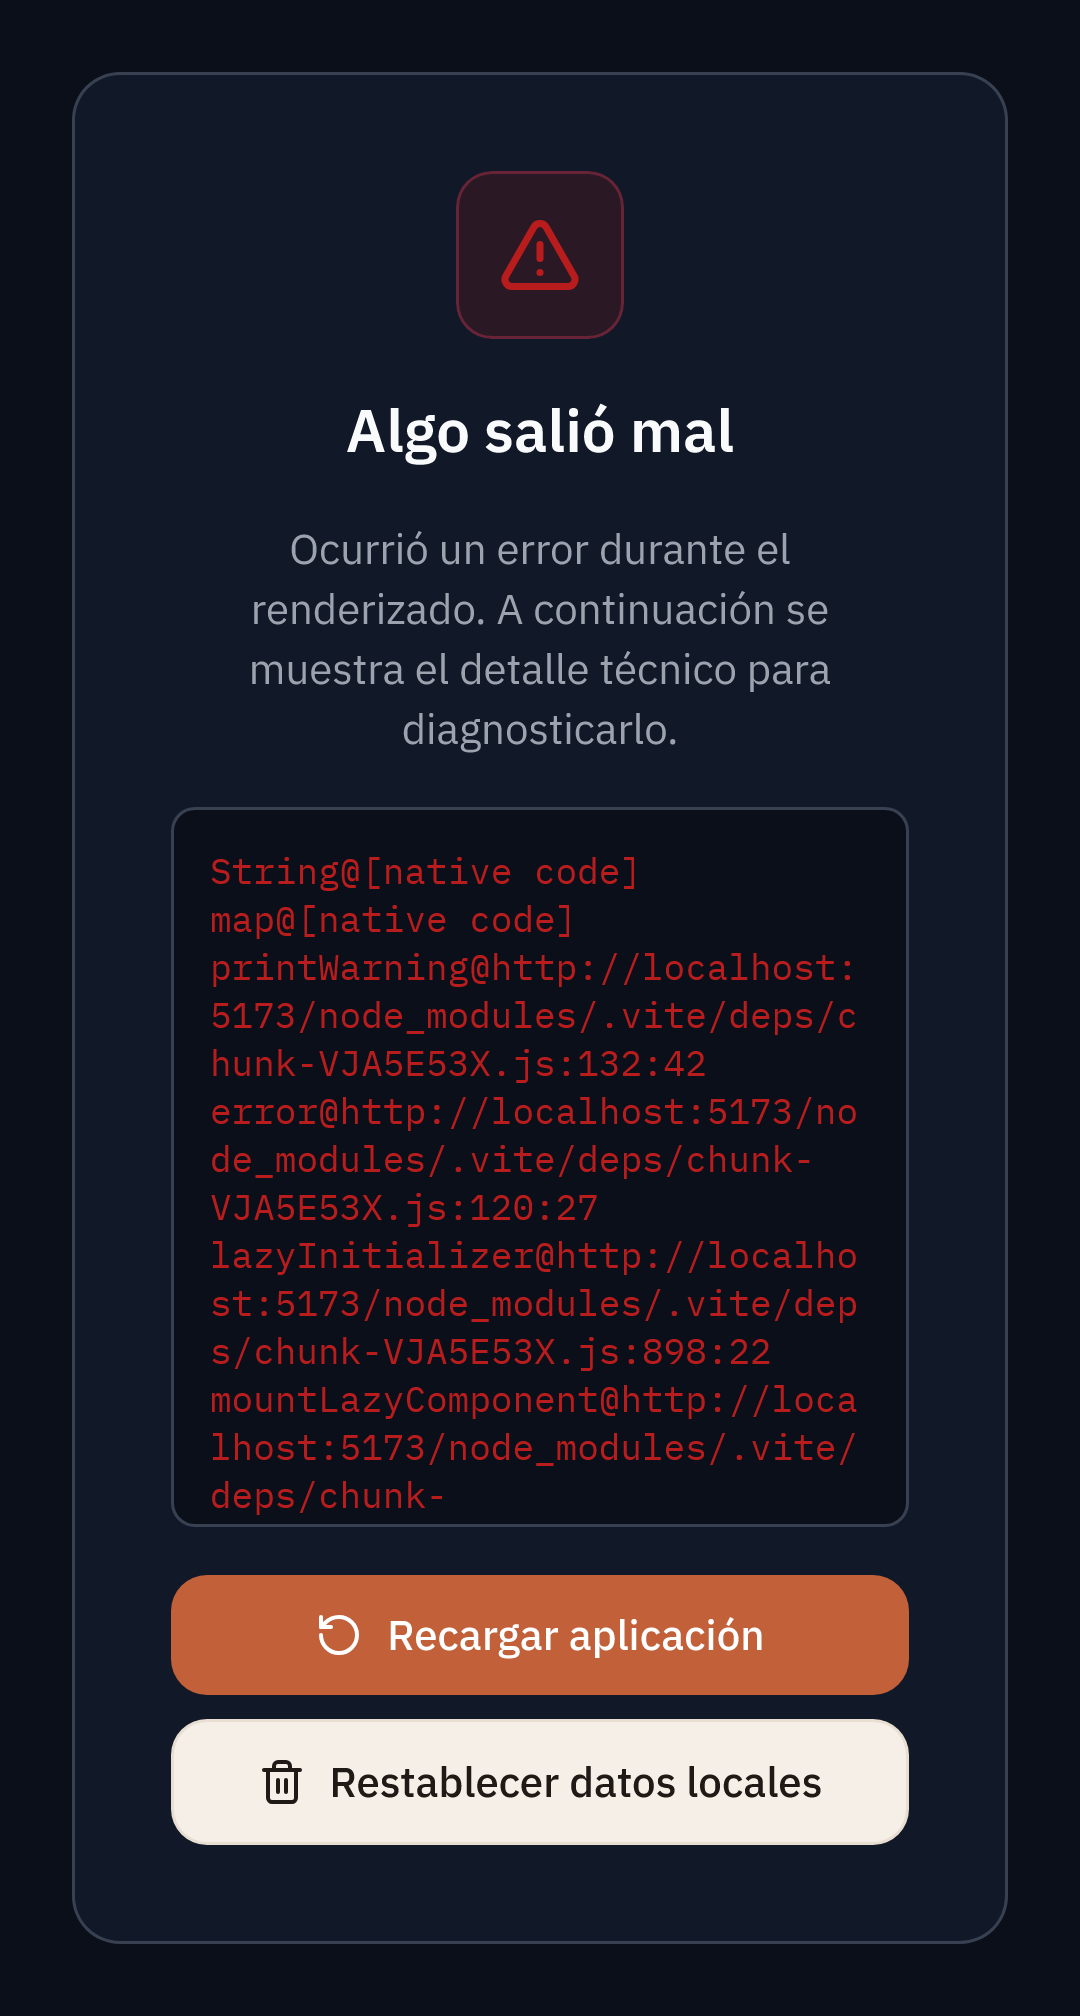 Algo salió mal
Ocurrió un error durante el
renderizado. A continuación se
muestra el detalle técnico para
diagnosticarlo.
String@[native code]
map@[native code]
printWarning@http://localhost:
5173/node_modules/.vite/deps/c
hunk-VJA5E53X.js:132:42
error@http://localhost:5173/no
de_modules/.vite/deps/chunk-
VJA5E53X.js:120:27
lazyInitializer@http://localho
st:5173/node_modules/.vite/dep
s/chunk-VJA5E53X.js:898:22
mountLazyComponent@http://loca
lhost:5173/node_modules/.vite/
deps/chunk-
Recargar aplicación
Restablecer datos locales